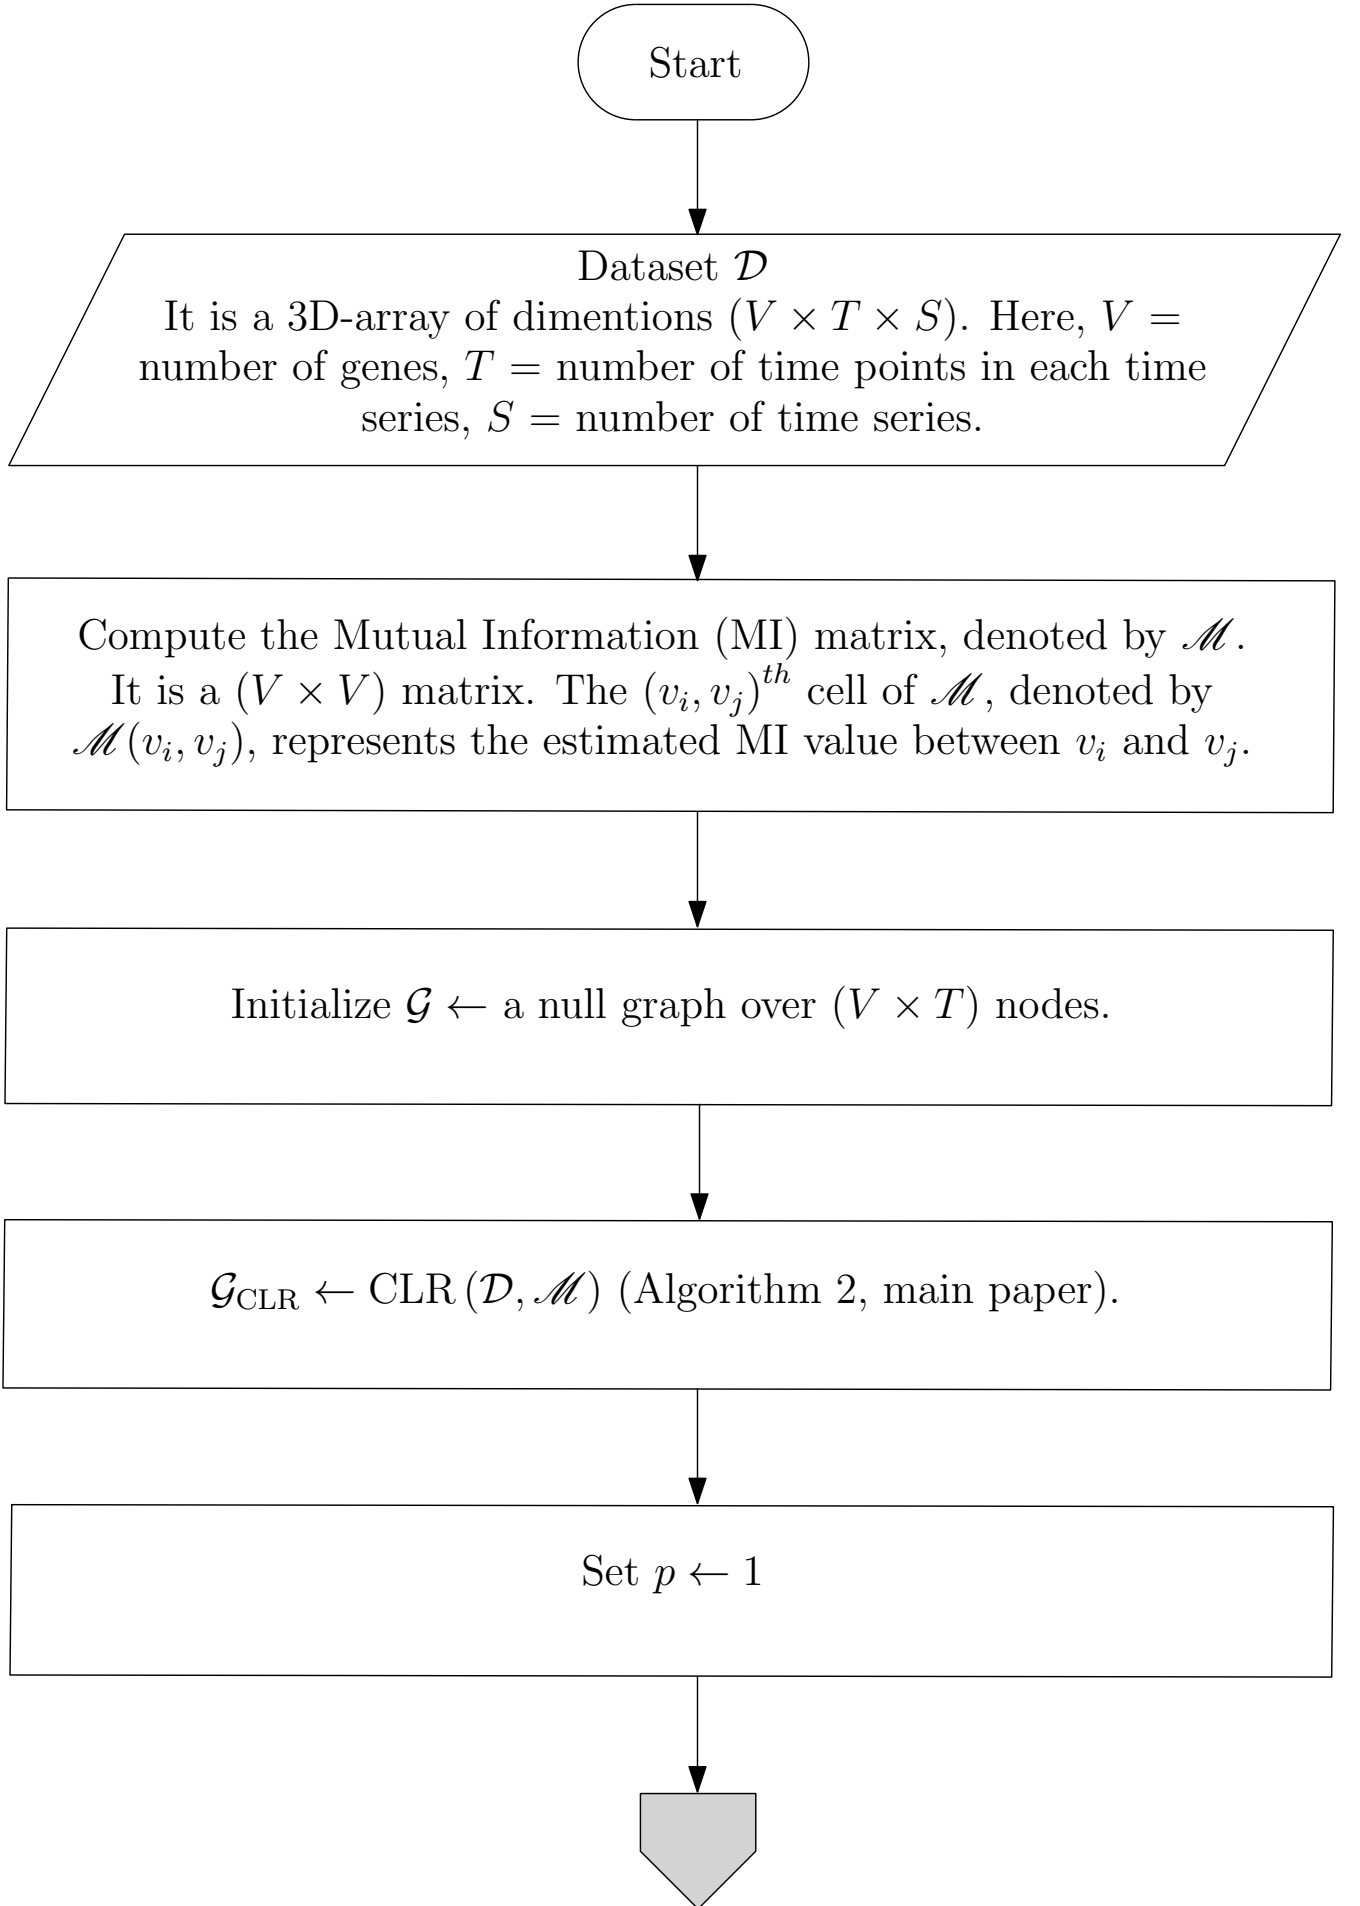 Start
Dataset 𝒟
It is a 3D-array of dimentions (V × T × S). Here, V =
number of genes, T = number of time points in each time
series, S = number of time series.
Compute the Mutual Information (MI) matrix, denoted by ℳ.
It is a (V × V) matrix. The (v_i, v_j)^{th} cell of ℳ, denoted by
ℳ(v_i, v_j), represents the estimated MI value between v_i and v_j.
Initialize 𝒢 ← a null graph over (V × T) nodes.
𝒢_CLR ← CLR (𝒟, ℳ) (Algorithm 2, main paper).
Set p ← 1